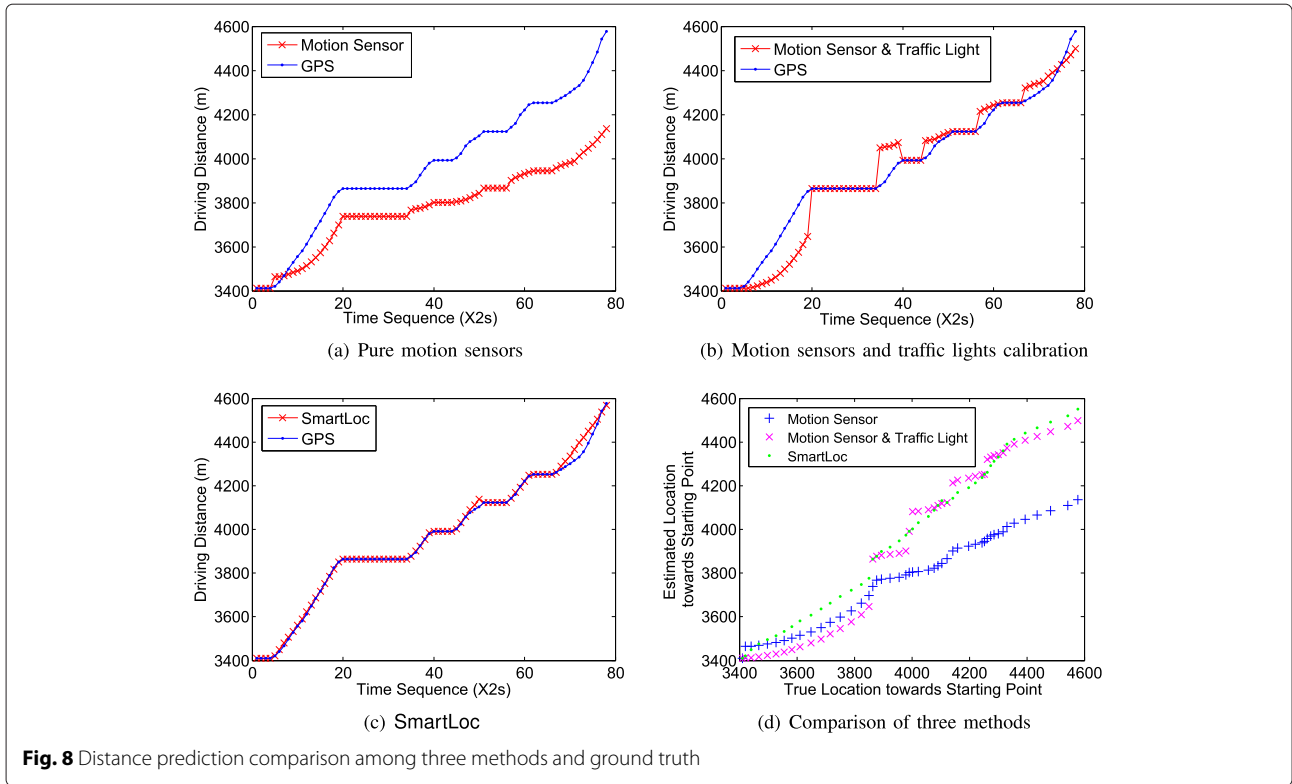 4600
4400
4200
4000
3800
3600
3400
Driving Distance (m)
Motion Sensor
GPS
0 20 40 60 80
Time Sequence (X2s)
(a) Pure motion sensors
4600
4400
4200
4000
3800
3600
3400
Driving Distance (m)
Motion Sensor & Traffic Light
GPS
0 20 40 60 80
Time Sequence (X2s)
(b) Motion sensors and traffic lights calibration
4600
4400
4200
4000
3800
3600
3400
Driving Distance (m)
SmartLoc
GPS
0 20 40 60 80
Time Sequence (X2s)
(c) SmartLoc
4600
4400
4200
4000
3800
3600
3400
Estimated Location
towards Starting Point
Motion Sensor
Motion Sensor & Traffic Light
SmartLoc
3400 3600 3800 4000 4200 4400 4600
True Location towards Starting Point
(d) Comparison of three methods
Fig. 8 Distance prediction comparison among three methods and ground truth